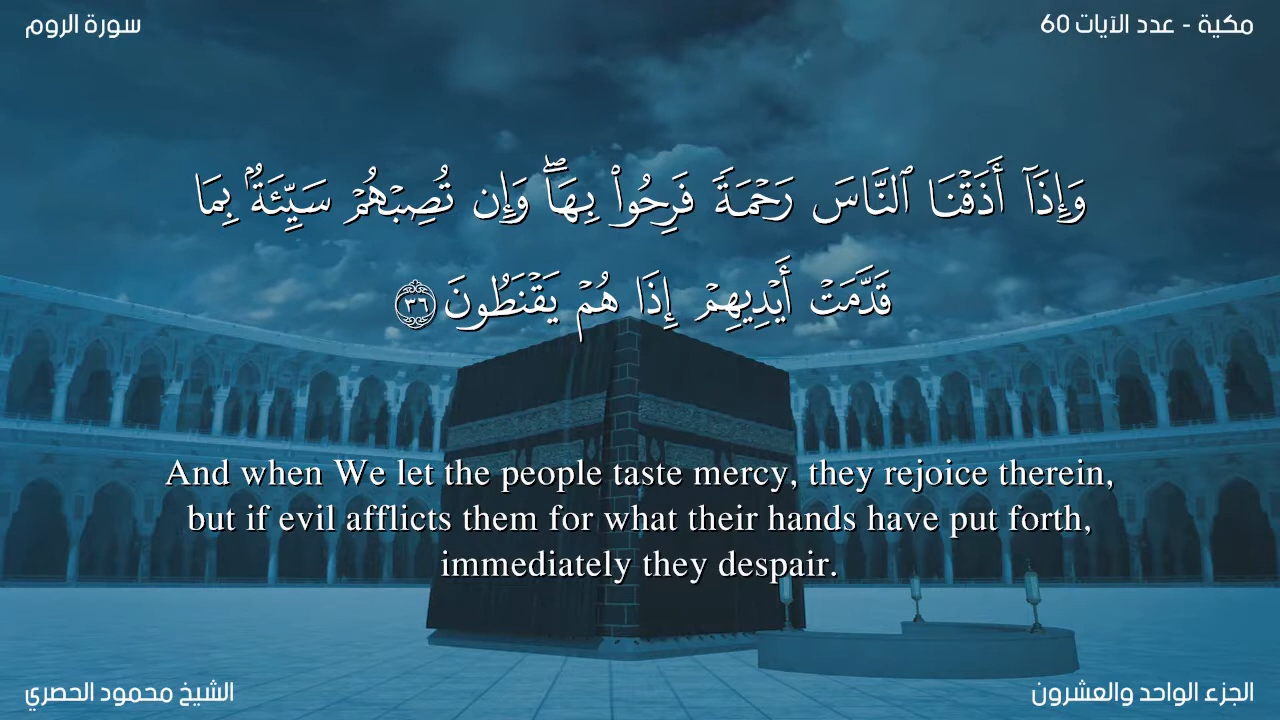 مكية - عدد الآيات 60
سورة الروم
وَإِذَآ أَذَقْنَا ٱلنَّاسَ رَحْمَةً فَرِحُوا۟ بِهَا ۖ وَإِن تُصِبْهُمْ سَيِّئَةٌۢ بِمَا
قَدَّمَتْ أَيْدِيهِمْ إِذَا هُمْ يَقْنَطُونَ ٣٦
And when We let the people taste mercy, they rejoice therein,
but if evil afflicts them for what their hands have put forth,
immediately they despair.
الجزء الواحد والعشرون
الشيخ محمود الحصري